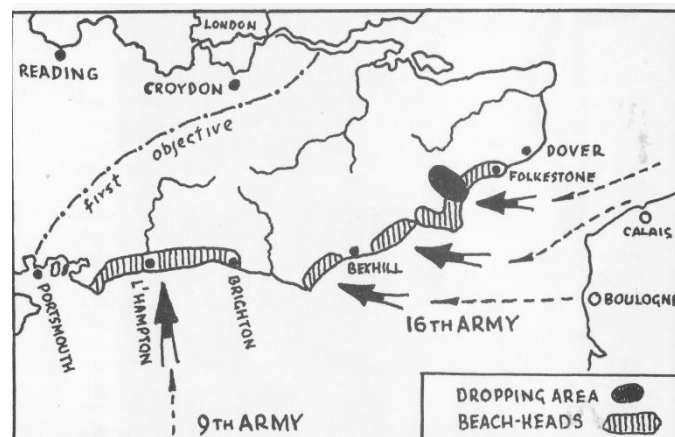 LONDON
READING
CROYDON
first objective
DOVER
FOLKESTONE
CALAIS
BEXHILL
BOULOGNE
PORTSMOUTH
L'HAMPTON
BRIGHTON
16TH ARMY
9TH ARMY
DROPPING AREA
BEACH-HEADS